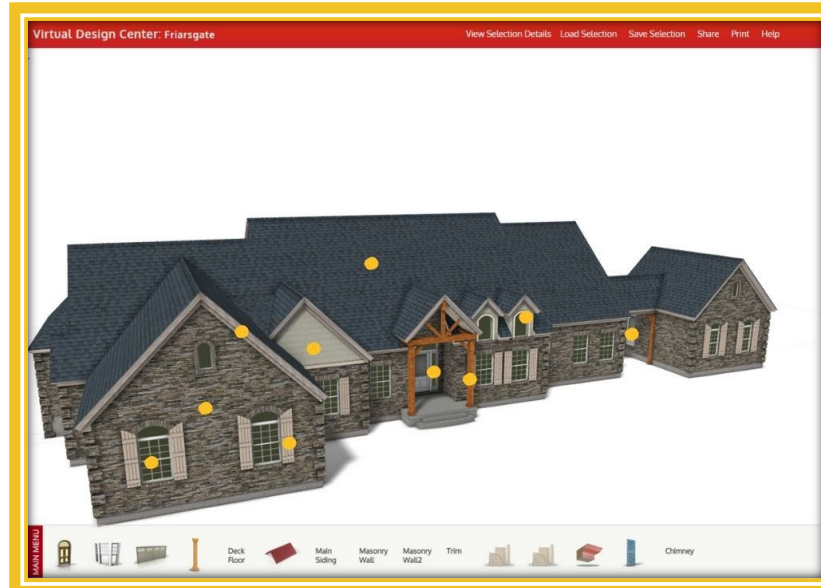 Virtual Design Center: Friarsgate
View Selection Details Load Selection Save Selection Share Print Help
MAIN MENU
Deck
Floor
Main
Siding
Masonry
Wall
Masonry
Wall2
Trim
Chimney